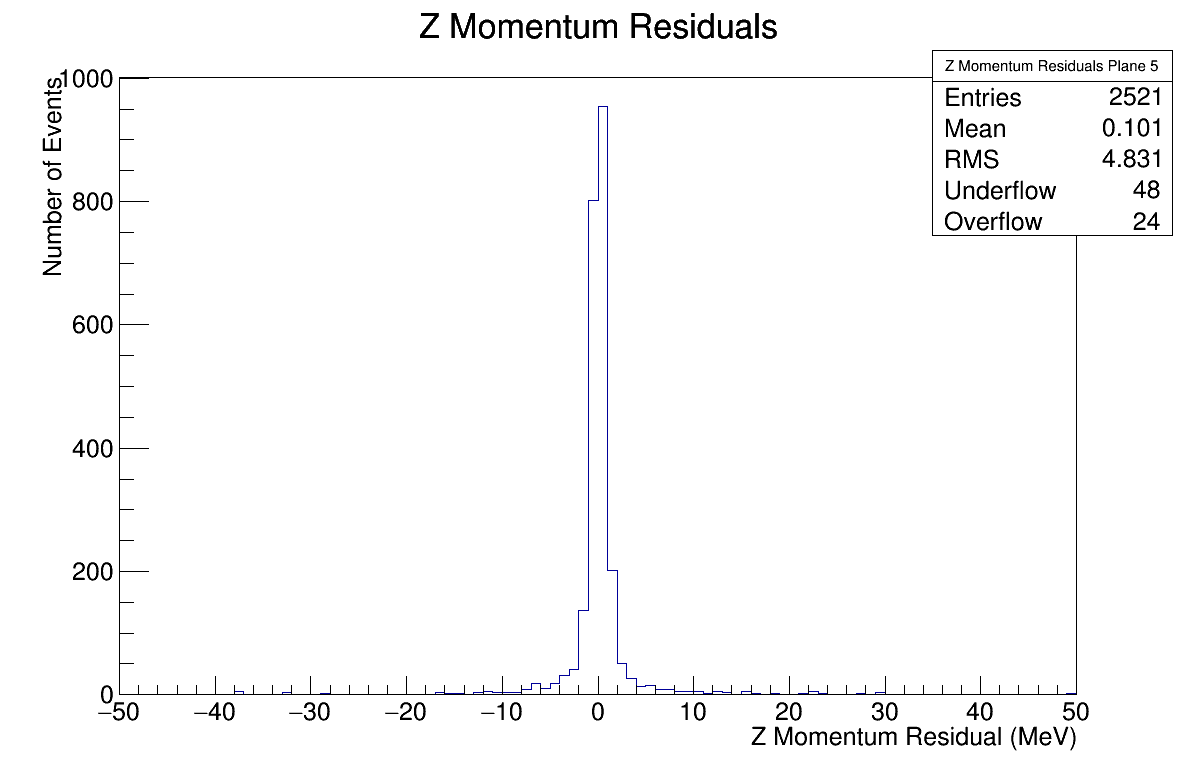 Z Momentum Residuals
Z Momentum Residuals Plane 5
Entries 2521
Mean 0.101
RMS 4.831
Underflow 48
Overflow 24
Number of Events
1000
800
600
400
200
0
−50 −40 −30 −20 −10 0 10 20 30 40 50
Z Momentum Residual (MeV)